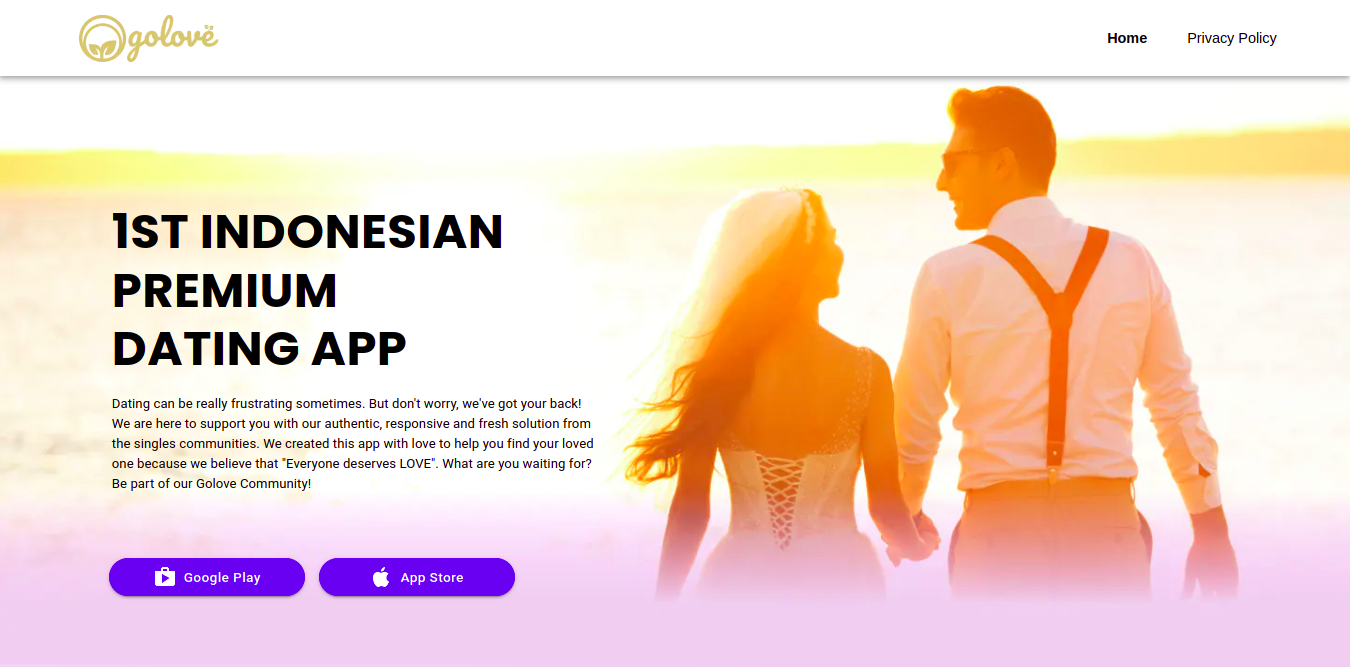 golove
Home
Privacy Policy
1ST INDONESIAN
PREMIUM
DATING APP
Dating can be really frustrating sometimes. But don't worry, we've got your back!
We are here to support you with our authentic, responsive and fresh solution from
the singles communities. We created this app with love to help you find your loved
one because we believe that "Everyone deserves LOVE". What are you waiting for?
Be part of our Golove Community!
Google Play
App Store